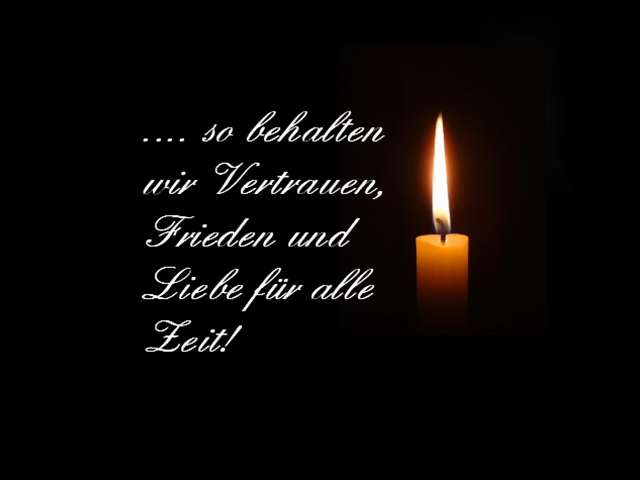 .... so behalten
wir Vertrauen,
Frieden und
Liebe für alle
Zeit!